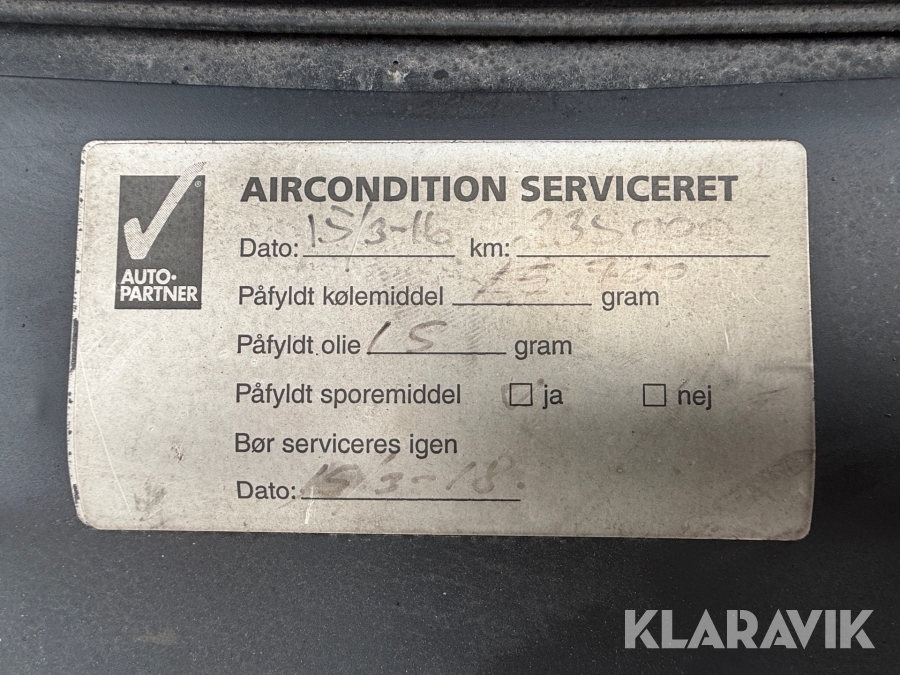 AIRCONDITION SERVICERET
Dato: 15/3-16 km: 235000
AUTO-
PARTNER
Påfyldt kølemiddel gram
Påfyldt olie 15 gram
Påfyldt sporemiddel ja nej
Bør serviceres igen
Dato: 15/3-18
KLARAVIK